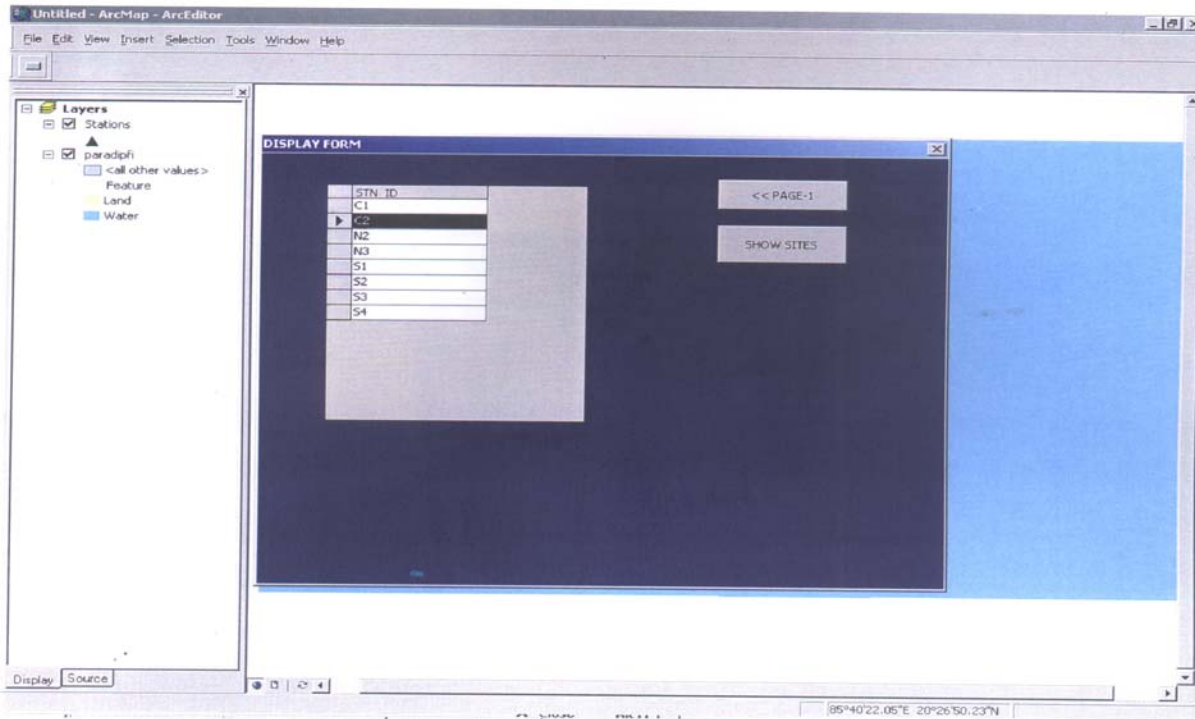 Untitled - ArcMap - ArcEditor
File Edit View Insert Selection Tools Window Help
Layers
Stations
paradipfi
<all other values>
Feature
Land
Water
DISPLAY FORM
STN_ID
C1
C2
N2
N3
S1
S2
S3
S4
<< PAGE-1
SHOW SITES
Display Source
85°40'22.05"E 20°26'50.23"N